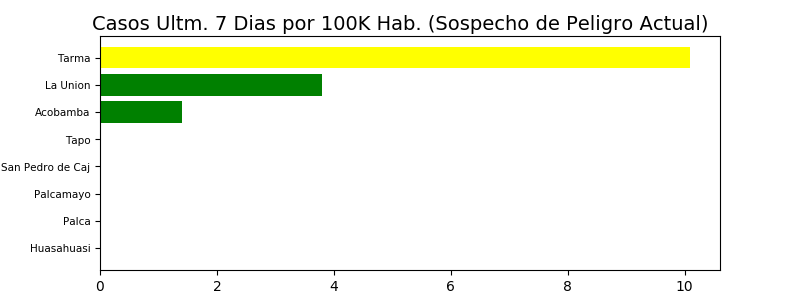 Casos Ultm. 7 Dias por 100K Hab. (Sospecho de Peligro Actual)
Tarma
La Union
Acobamba
Tapo
San Pedro de Caj
Palcamayo
Palca
Huasahuasi
0 2 4 6 8 10